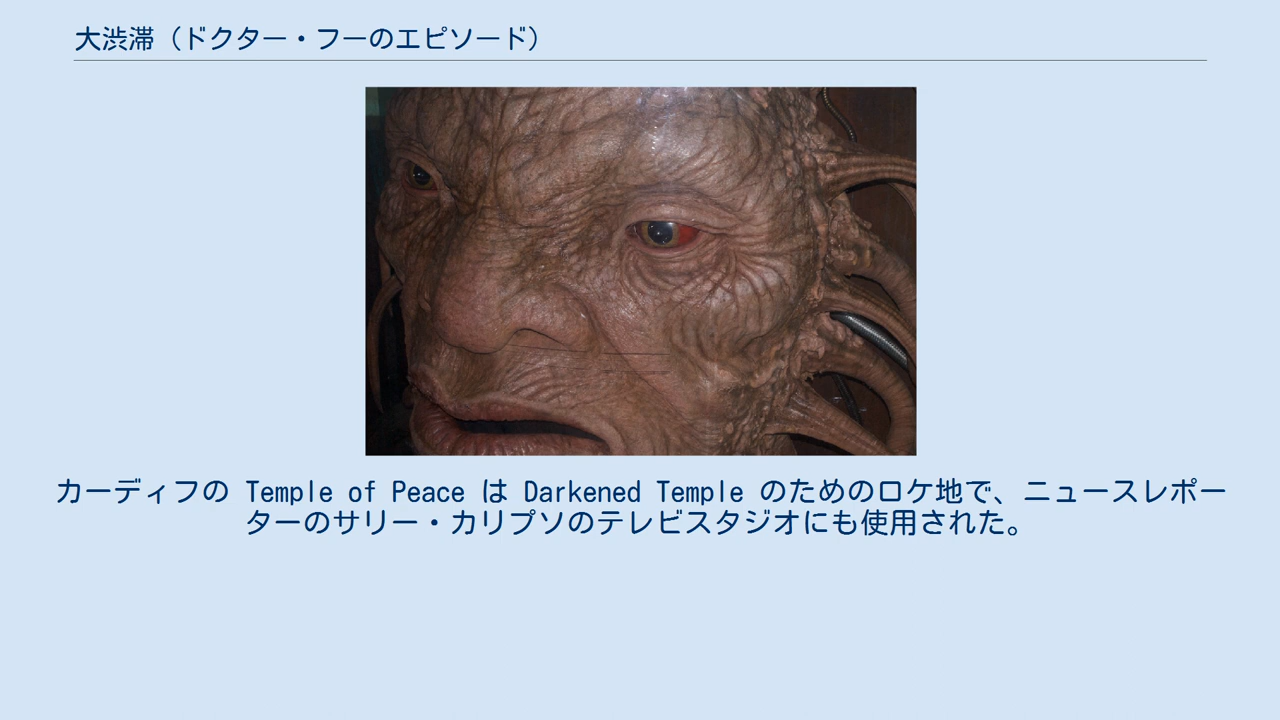 大渋滞（ドクター・フーのエピソード）
カーディフの Temple of Peace は Darkened Temple のためのロケ地で、ニュースレポー
ターのサリー・カリプソのテレビスタジオにも使用された。